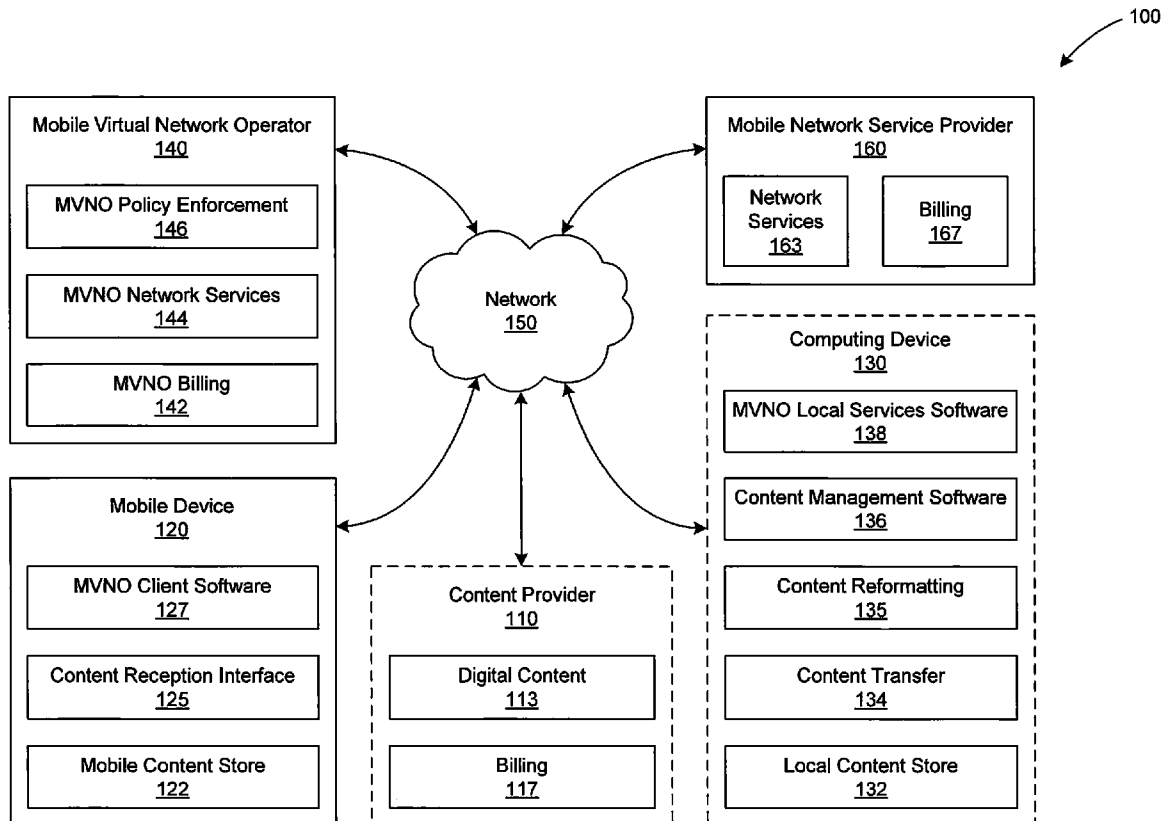 100
Mobile Virtual Network Operator
140
MVNO Policy Enforcement
146
MVNO Network Services
144
MVNO Billing
142
Mobile Network Service Provider
160
Network
Services
163
Billing
167
Network
150
Computing Device
130
MVNO Local Services Software
138
Content Management Software
136
Content Reformatting
135
Content Transfer
134
Local Content Store
132
Mobile Device
120
MVNO Client Software
127
Content Reception Interface
125
Mobile Content Store
122
Content Provider
110
Digital Content
113
Billing
117